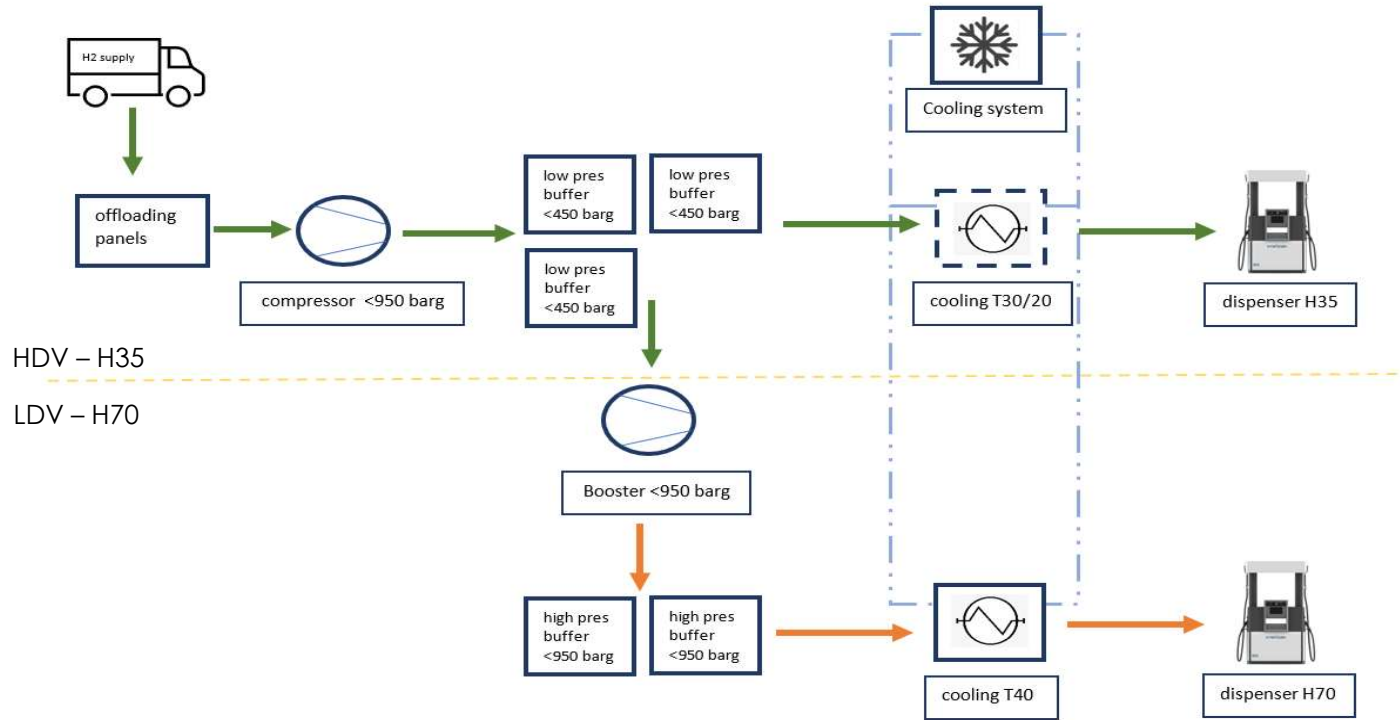 H2 supply
Cooling system
low pres
buffer
<450 barg
low pres
buffer
<450 barg
offloading
panels
low pres
buffer
<450 barg
compressor <950 barg
cooling T30/20
dispenser H35
HDV – H35
LDV – H70
Booster <950 barg
high pres
buffer
<950 barg
high pres
buffer
<950 barg
cooling T40
dispenser H70